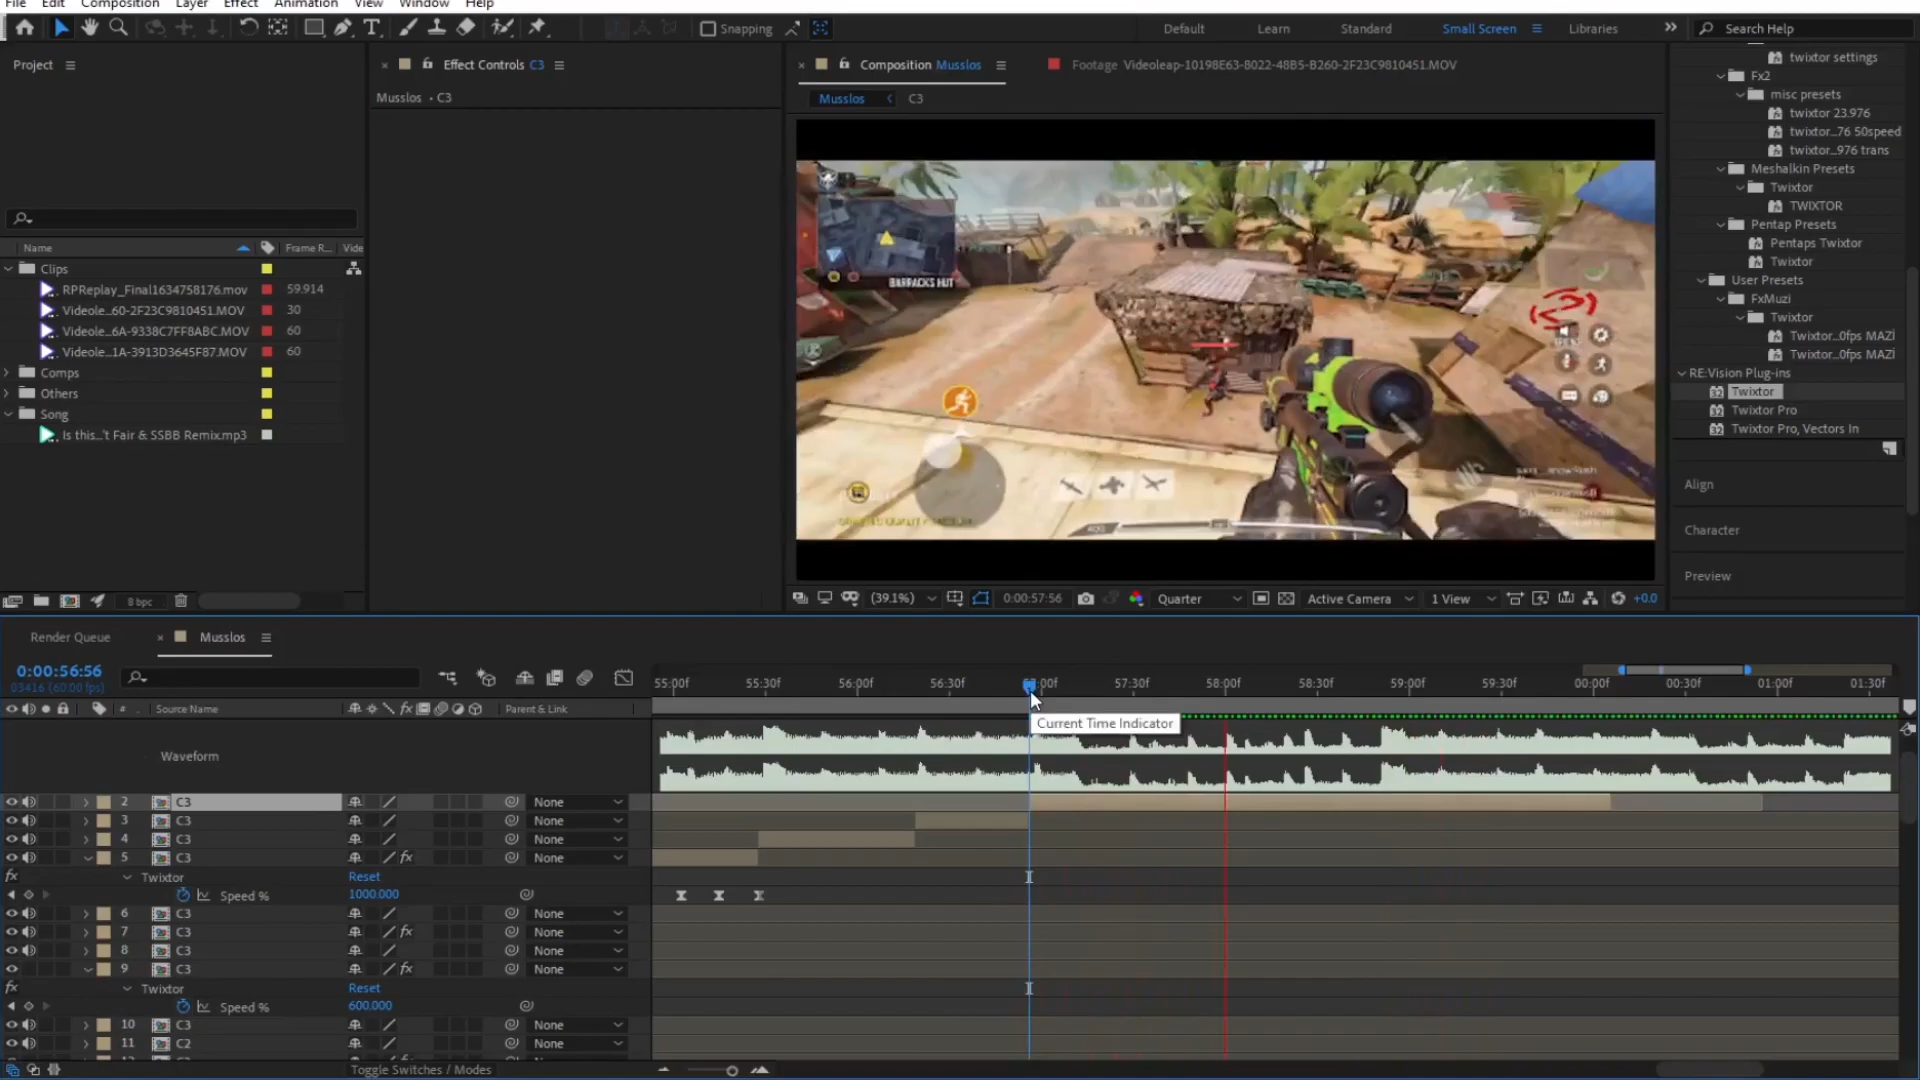 File Edit Composition Layer Effect Animation View Window Help
Snapping Default Learn Standard Small Screen Libraries Search Help
Project
Effect Controls C3
Musslos • C3
Composition Musslos
Footage Videoleap-10198E63-B022-48B5-B260-2F23C9810451.MOV
Musslos C3
Name Frame R... Vide
Clips
RPReplay_Final1634758176.mov 59.914
Videole...60-2F23C9810451.MOV 30
Videole...6A-9338C7FF8ABC.MOV 60
Videole...1A-3913D3645F87.MOV 60
Comps
Others
Song
Is this...'t Fair & SSBB Remix.mp3
8 bpc
BARRACKS HUT
(39.1%) 0:00:57:56 Quarter Active Camera 1 View +0.0
twixtor settings
Fx2
misc presets
twixtor 23.976
twixtor...76 50speed
twixtor...976 trans
Meshalkin Presets
Twixtor
TWIXTOR
Pentap Presets
Pentaps Twixtor
Twixtor
User Presets
FxMuzi
Twixtor
Twixtor...0fps MAZİ
Twixtor...0fps MAZİ
RE:Vision Plug-ins
Twixtor
Twixtor Pro
Twixtor Pro, Vectors In
Align
Character
Preview
Render Queue Musslos
0:00:56:56
03416 (60.00 fps)
55:00f 55:30f 56:00f 56:30f 57:30f 58:00f 58:30f 59:00f 59:30f 00:00f 00:30f 01:00f 01:30f
# Source Name Parent & Link
Current Time Indicator
Waveform
2 C3 None
3 C3 None
4 C3 None
5 C3 fx None
fx Twixtor Reset
Speed % 1000.000
6 C3 None
7 C3 fx None
8 C3 None
9 C3 fx None
fx Twixtor Reset
Speed % 600.000
10 C3 None
11 C2 None
Toggle Switches / Modes